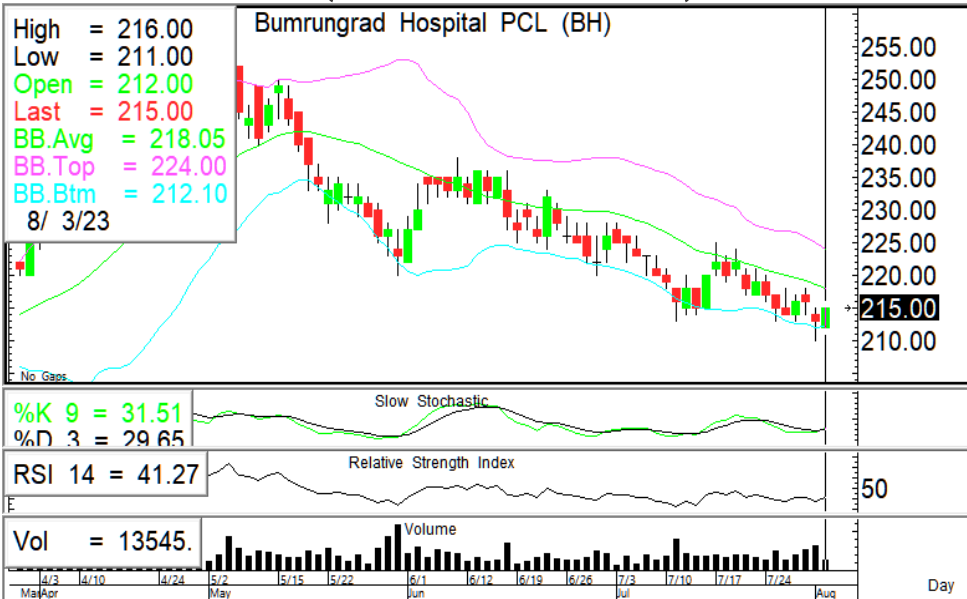 Bumrungrad Hospital PCL (BH)
High = 216.00
Low = 211.00
Open = 212.00
Last = 215.00
BB.Avg = 218.05
BB.Top = 224.00
BB.Btm = 212.10
8/ 3/23
255.00
250.00
245.00
240.00
235.00
230.00
225.00
220.00
215.00
210.00
No Gaps
Slow Stochastic
%K 9 = 31.51
%D 3 = 29.65
Relative Strength Index
RSI 14 = 41.27
50
Volume
Vol = 13545.
4/3 4/10 4/24 5/2 5/15 5/22 6/1 6/12 6/19 6/26 7/3 7/10 7/17 7/24
Mar Apr May Jun Jul Aug
Day